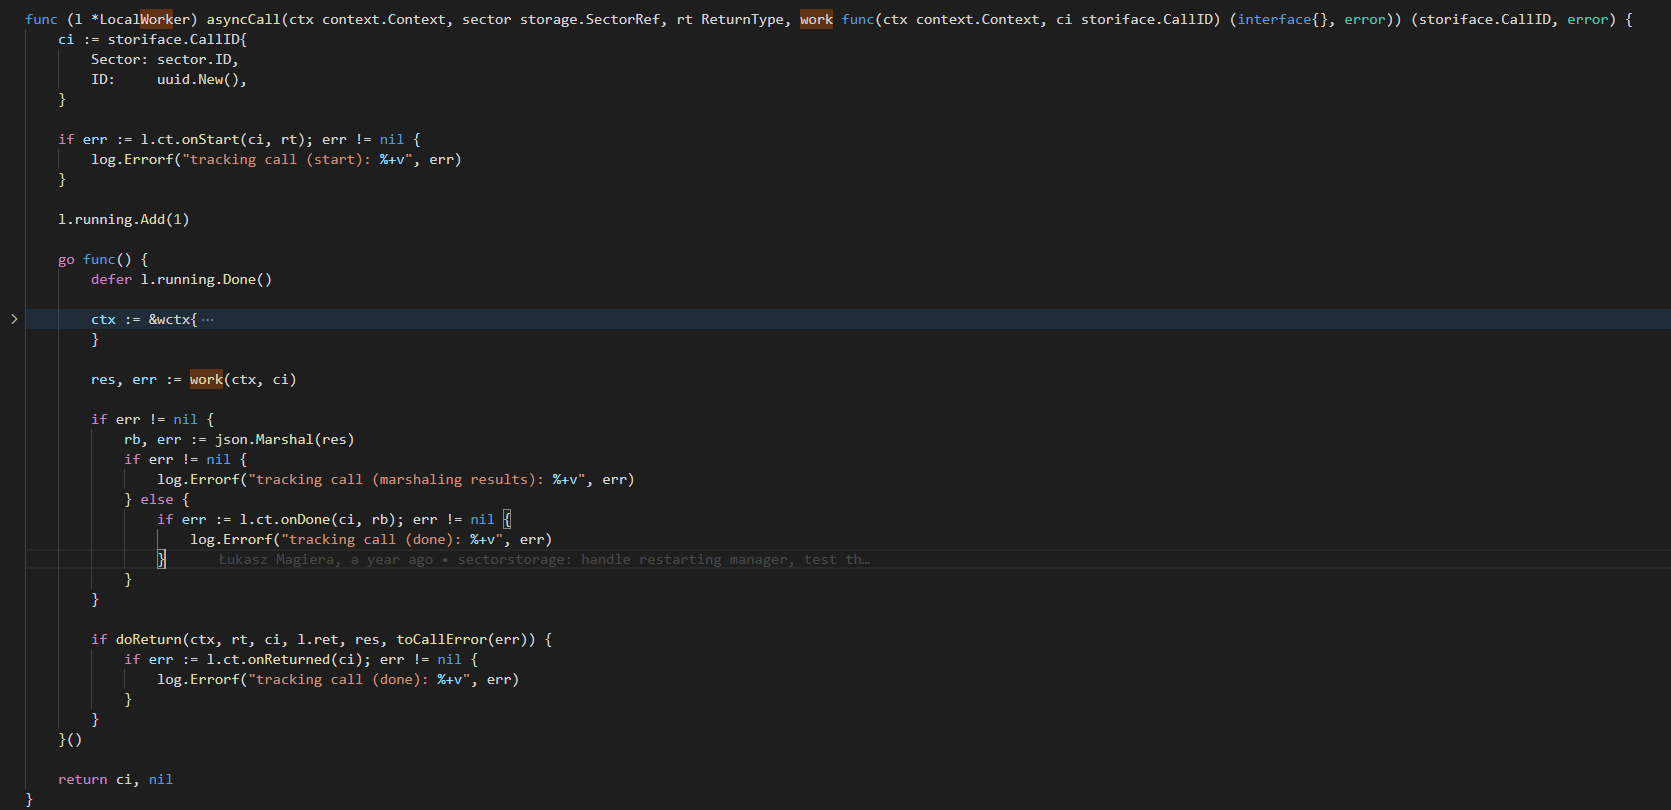 func (l *LocalWorker) asyncCall(ctx context.Context, sector storage.SectorRef, rt ReturnType, work func(ctx context.Context, ci storiface.CallID) (interface{}, error)) (storiface.CallID, error) {
    ci := storiface.CallID{
        Sector: sector.ID,
        ID:     uuid.New(),
    }

    if err := l.ct.onStart(ci, rt); err != nil {
        log.Errorf("tracking call (start): %+v", err)
    }

    l.running.Add(1)

    go func() {
        defer l.running.Done()

        ctx := &wctx{ ⋯
        }

        res, err := work(ctx, ci)

        if err != nil {
            rb, err := json.Marshal(res)
            if err != nil {
                log.Errorf("tracking call (marshaling results): %+v", err)
            } else {
                if err := l.ct.onDone(ci, rb); err != nil {
                    log.Errorf("tracking call (done): %+v", err)
                }      Łukasz Magiera, a year ago • sectorstorage: handle restarting manager, test th…
            }
        }

        if doReturn(ctx, rt, ci, l.ret, res, toCallError(err)) {
            if err := l.ct.onReturned(ci); err != nil {
                log.Errorf("tracking call (done): %+v", err)
            }
        }
    }()

    return ci, nil
}